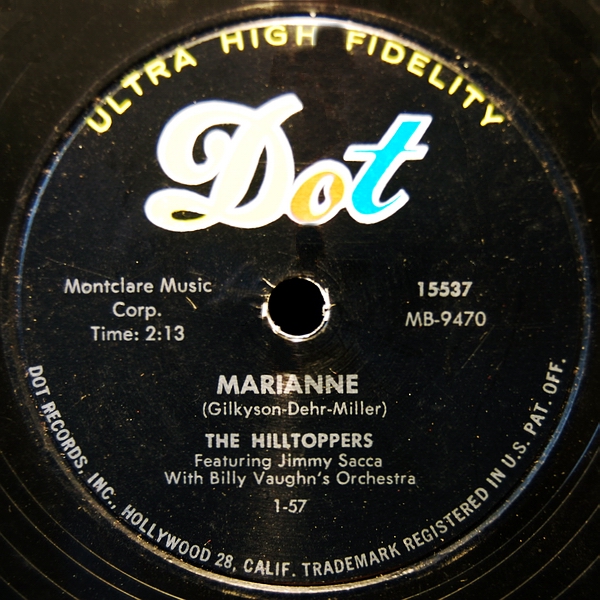 ULTRA HIGH FIDELITY
Dot
Montclare Music
Corp.
Time: 2:13
15537
MB-9470
MARIANNE
(Gilkyson-Dehr-Miller)
THE HILLTOPPERS
Featuring Jimmy Sacca
With Billy Vaughn's Orchestra
1-57
DOT RECORDS, INC., HOLLYWOOD 28, CALIF. TRADEMARK REGISTERED IN U.S. PAT. OFF.